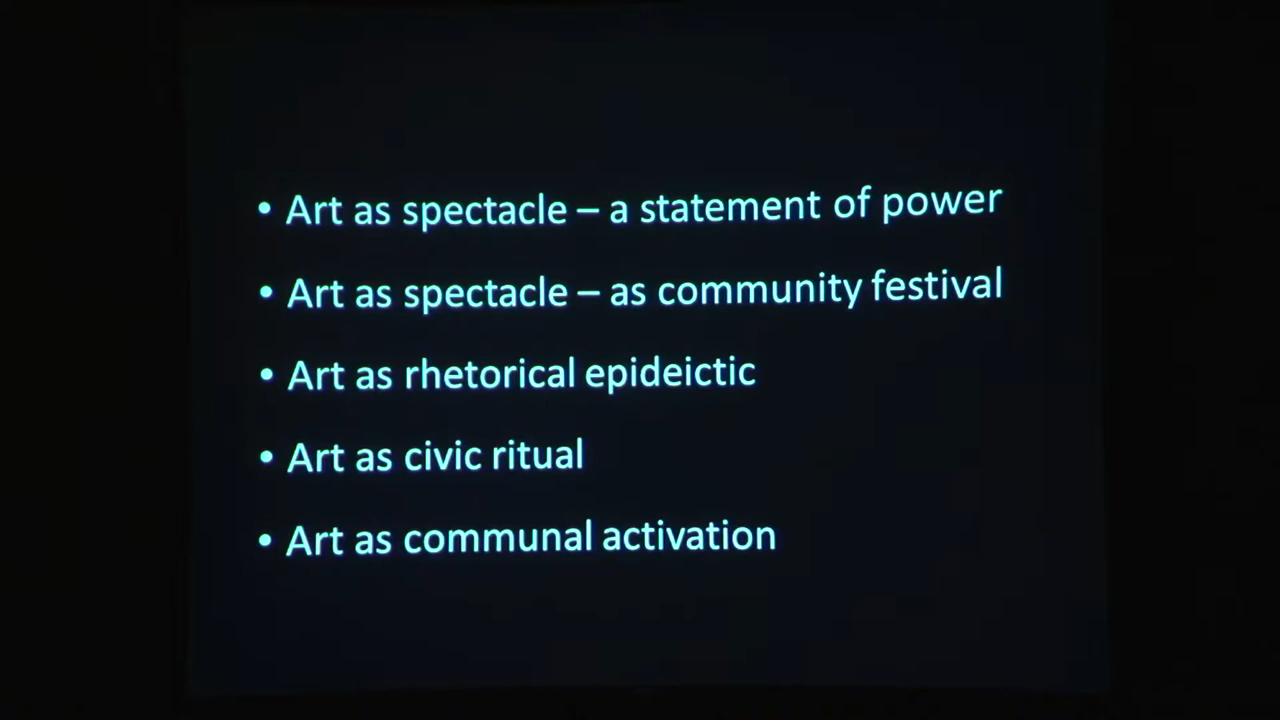 • Art as spectacle – a statement of power
• Art as spectacle – as community festival
• Art as rhetorical epideictic
• Art as civic ritual
• Art as communal activation